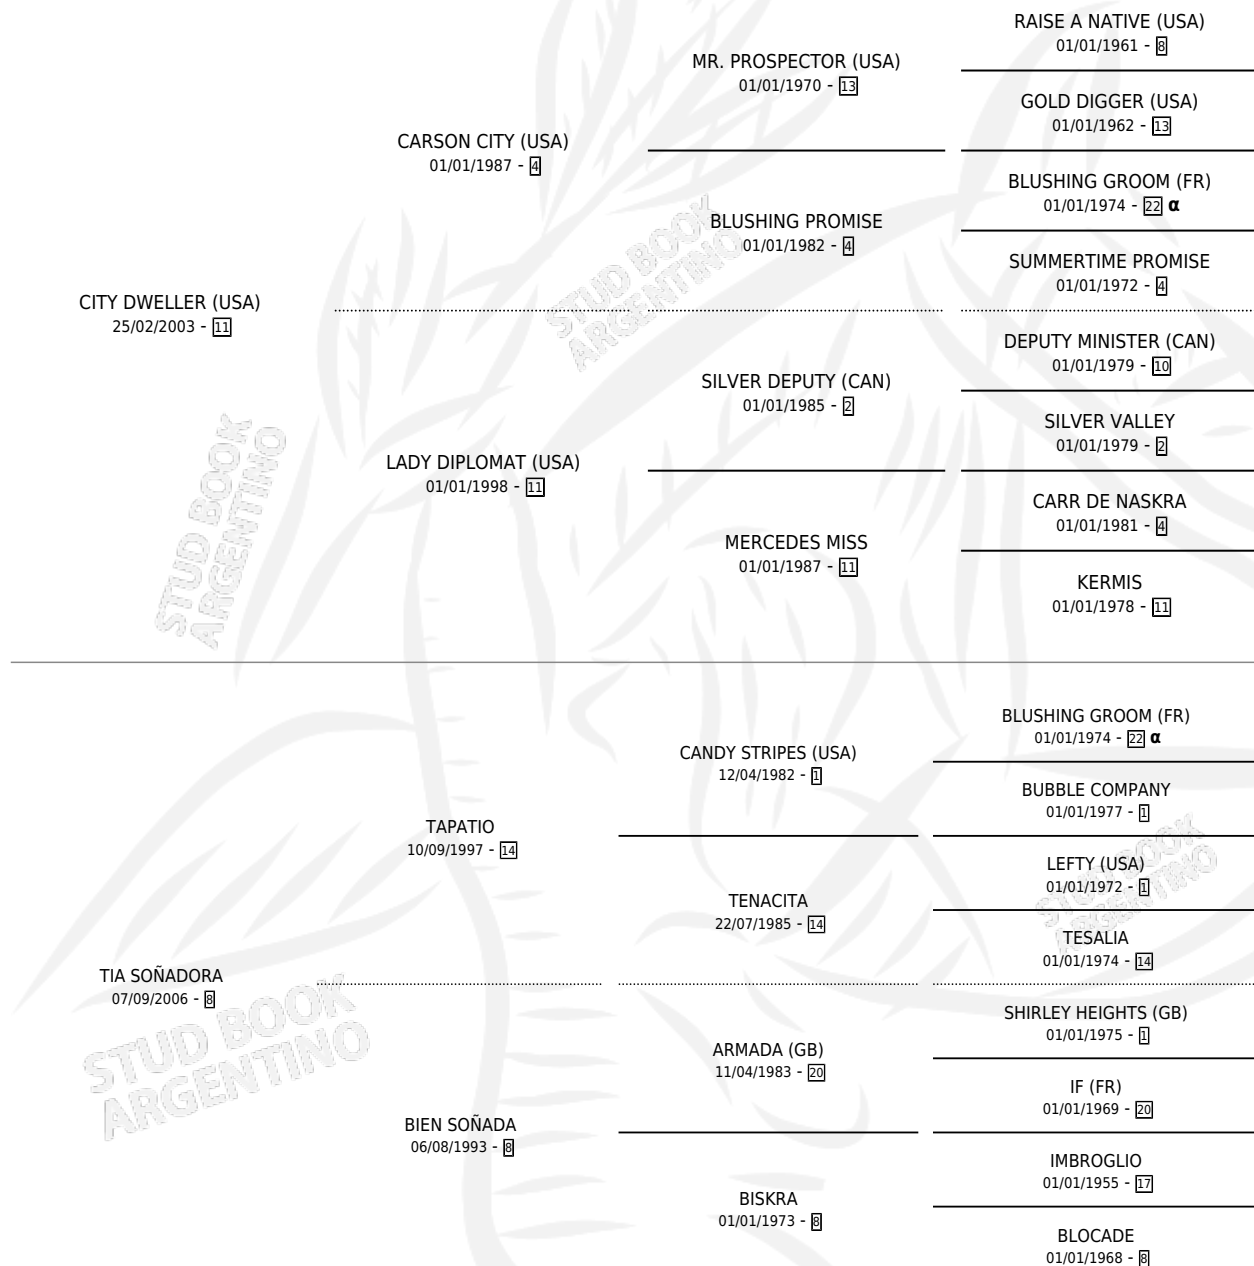 RAISE A NATIVE (USA)
01/01/1961 - 8
MR. PROSPECTOR (USA)
01/01/1970 - 13
GOLD DIGGER (USA)
01/01/1962 - 13
CARSON CITY (USA)
01/01/1987 - 4
BLUSHING GROOM (FR)
01/01/1974 - 22 α
BLUSHING PROMISE
01/01/1982 - 4
SUMMERTIME PROMISE
01/01/1972 - 4
CITY DWELLER (USA)
25/02/2003 - 11
DEPUTY MINISTER (CAN)
01/01/1979 - 10
SILVER DEPUTY (CAN)
01/01/1985 - 2
SILVER VALLEY
01/01/1979 - 2
LADY DIPLOMAT (USA)
01/01/1998 - 11
CARR DE NASKRA
01/01/1981 - 4
MERCEDES MISS
01/01/1987 - 11
KERMIS
01/01/1978 - 11
BLUSHING GROOM (FR)
01/01/1974 - 22 α
CANDY STRIPES (USA)
12/04/1982 - 1
BUBBLE COMPANY
01/01/1977 - 1
TAPATIO
10/09/1997 - 14
LEFTY (USA)
01/01/1972 - 1
TENACITA
22/07/1985 - 14
TESALIA
01/01/1974 - 14
TIA SOÑADORA
07/09/2006 - 8
SHIRLEY HEIGHTS (GB)
01/01/1975 - 1
ARMADA (GB)
11/04/1983 - 20
IF (FR)
01/01/1969 - 20
BIEN SOÑADA
06/08/1993 - 8
IMBROGLIO
01/01/1955 - 17
BISKRA
01/01/1973 - 8
BLOCADE
01/01/1968 - 8
STUD BOOK
ARGENTINO
STUD BOOK
ARGENTINO
STUD BOOK
ARGENTINO
STUD BOOK
ARGENTINO